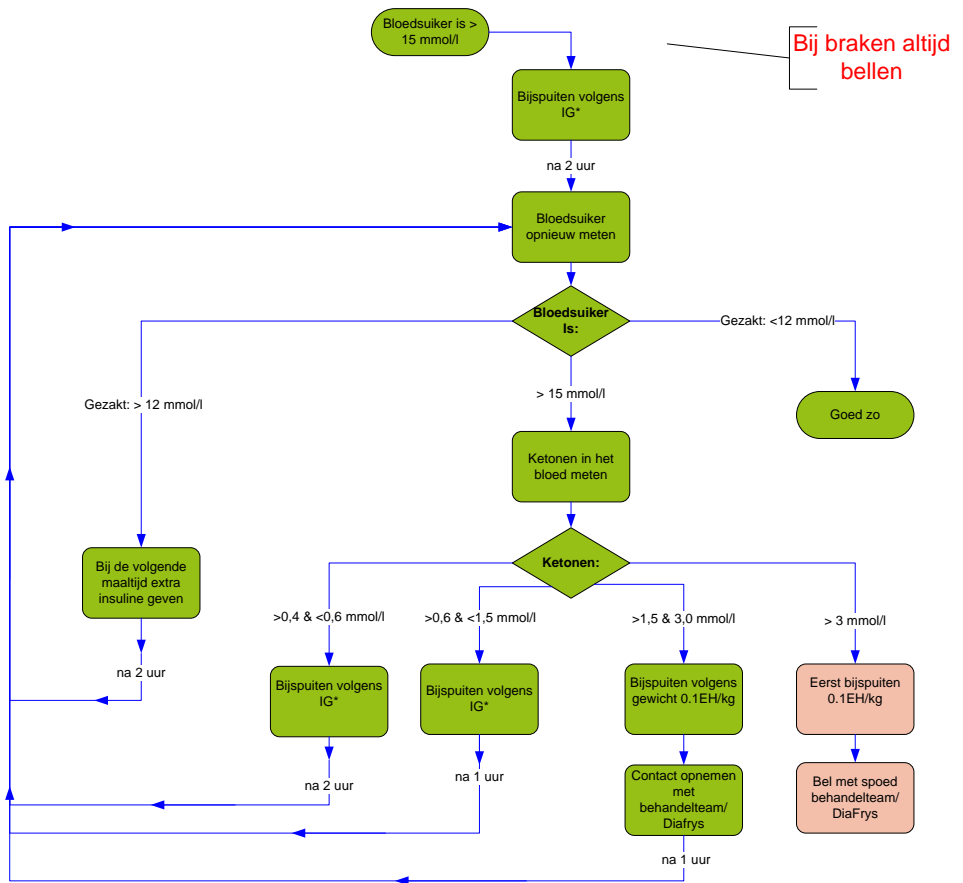 Bloedsuiker is >
15 mmol/l
Bij braken altijd
bellen
Bijspuiten volgens
IG*
na 2 uur
Bloedsuiker
opnieuw meten
Bloedsuiker
Is:
Gezakt: <12 mmol/l
Gezakt: > 12 mmol/l
> 15 mmol/l
Goed zo
Ketonen in het
bloed meten
Ketonen:
Bij de volgende
maaltijd extra
insuline geven
na 2 uur
>0,4 & <0,6 mmol/l
>0,6 & <1,5 mmol/l
>1,5 & 3,0 mmol/l
> 3 mmol/l
Bijspuiten volgens
IG*
Bijspuiten volgens
IG*
Bijspuiten volgens
gewicht 0.1EH/kg
Eerst bijspuiten
0.1EH/kg
na 2 uur
na 1 uur
Contact opnemen
met
behandelteam/
Diafrys
Bel met spoed
behandelteam/
DiaFrys
na 1 uur